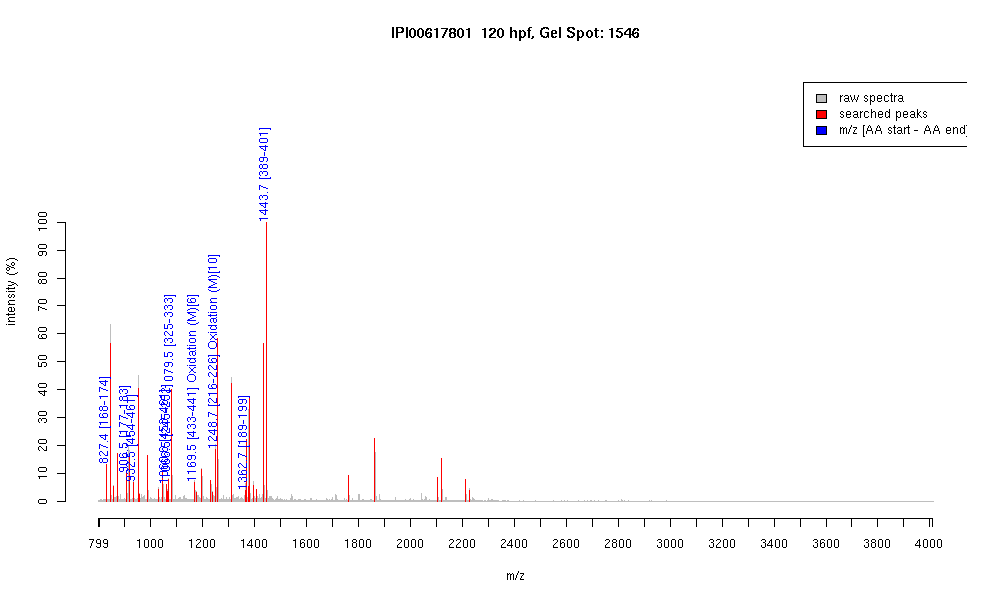 IPI00617801 120 hpf, Gel Spot: 1546
raw spectra
searched peaks
m/z [AA start - AA end]
1443.7 [389-401]
1248.7 [216-226] Oxidation (M)[10]
1169.5 [433-441] Oxidation (M)[6]
079.5 [325-333]
827.4 [168-174]
906.5 [177-183]
932.5 [454-461]
1362.7 [189-199]
intensity (%)
0 10 20 30 40 50 60 70 80 90 100
799 1000 1200 1400 1600 1800 2000 2200 2400 2600 2800 3000 3200 3400 3600 3800 4000
m/z